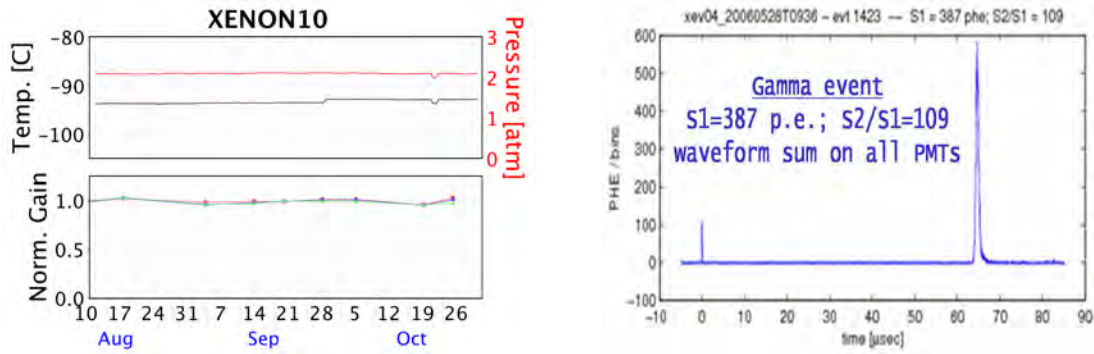 XENON10
Temp. [C]
-80
-90
-100
Pressure [atm]
3
2
1
0
Norm. Gain
1.0
0.5
0.0
10 17 24 31 7 14 21 28 5 12 19 26
Aug Sep Oct
xev04_20060528T0936 - evt 1423 --- S1 = 387 phe; S2/S1 = 109
PHE / bins
600
500
400
300
200
100
0
-100
Gamma event
S1=387 p.e.; S2/S1=109
waveform sum on all PMTs
-10 0 10 20 30 40 50 60 70 80 90
time [μsec]